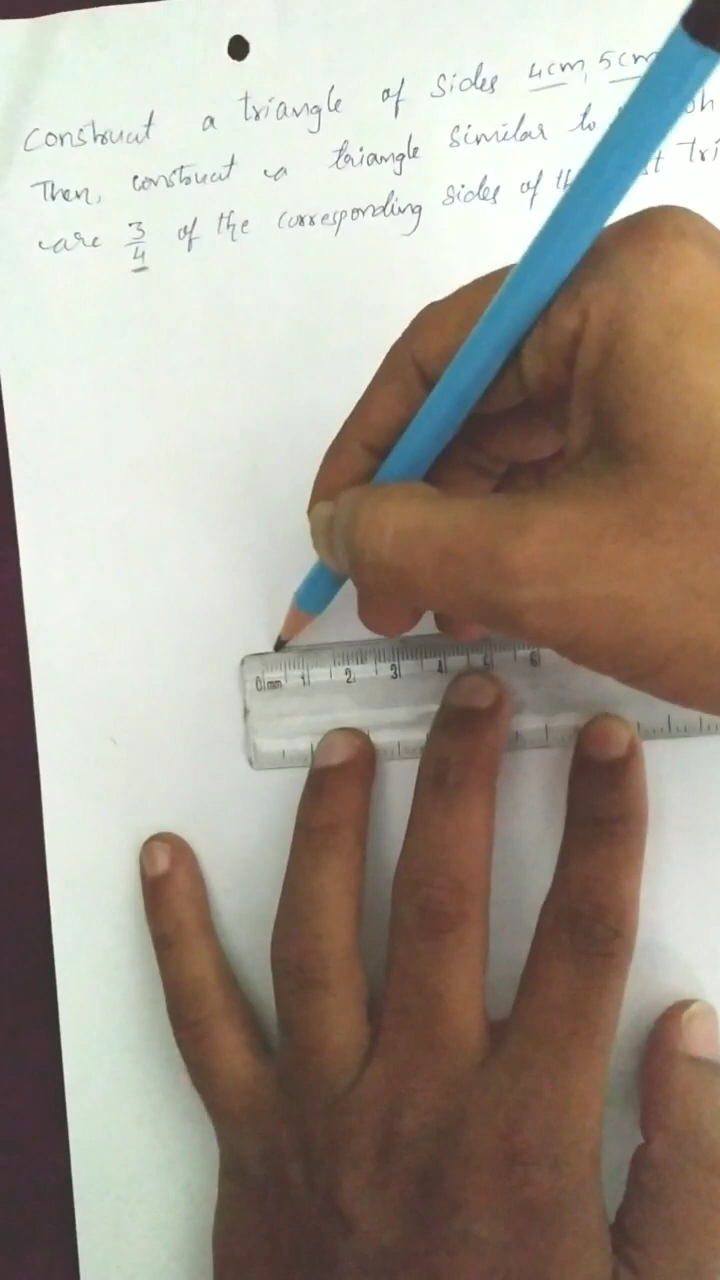 Construct a triangle of sides 4cm, 5cm
Then, construct a triangle similar to
are 3/4 of the corresponding sides of
0 mm 1 2 3 4 5 6